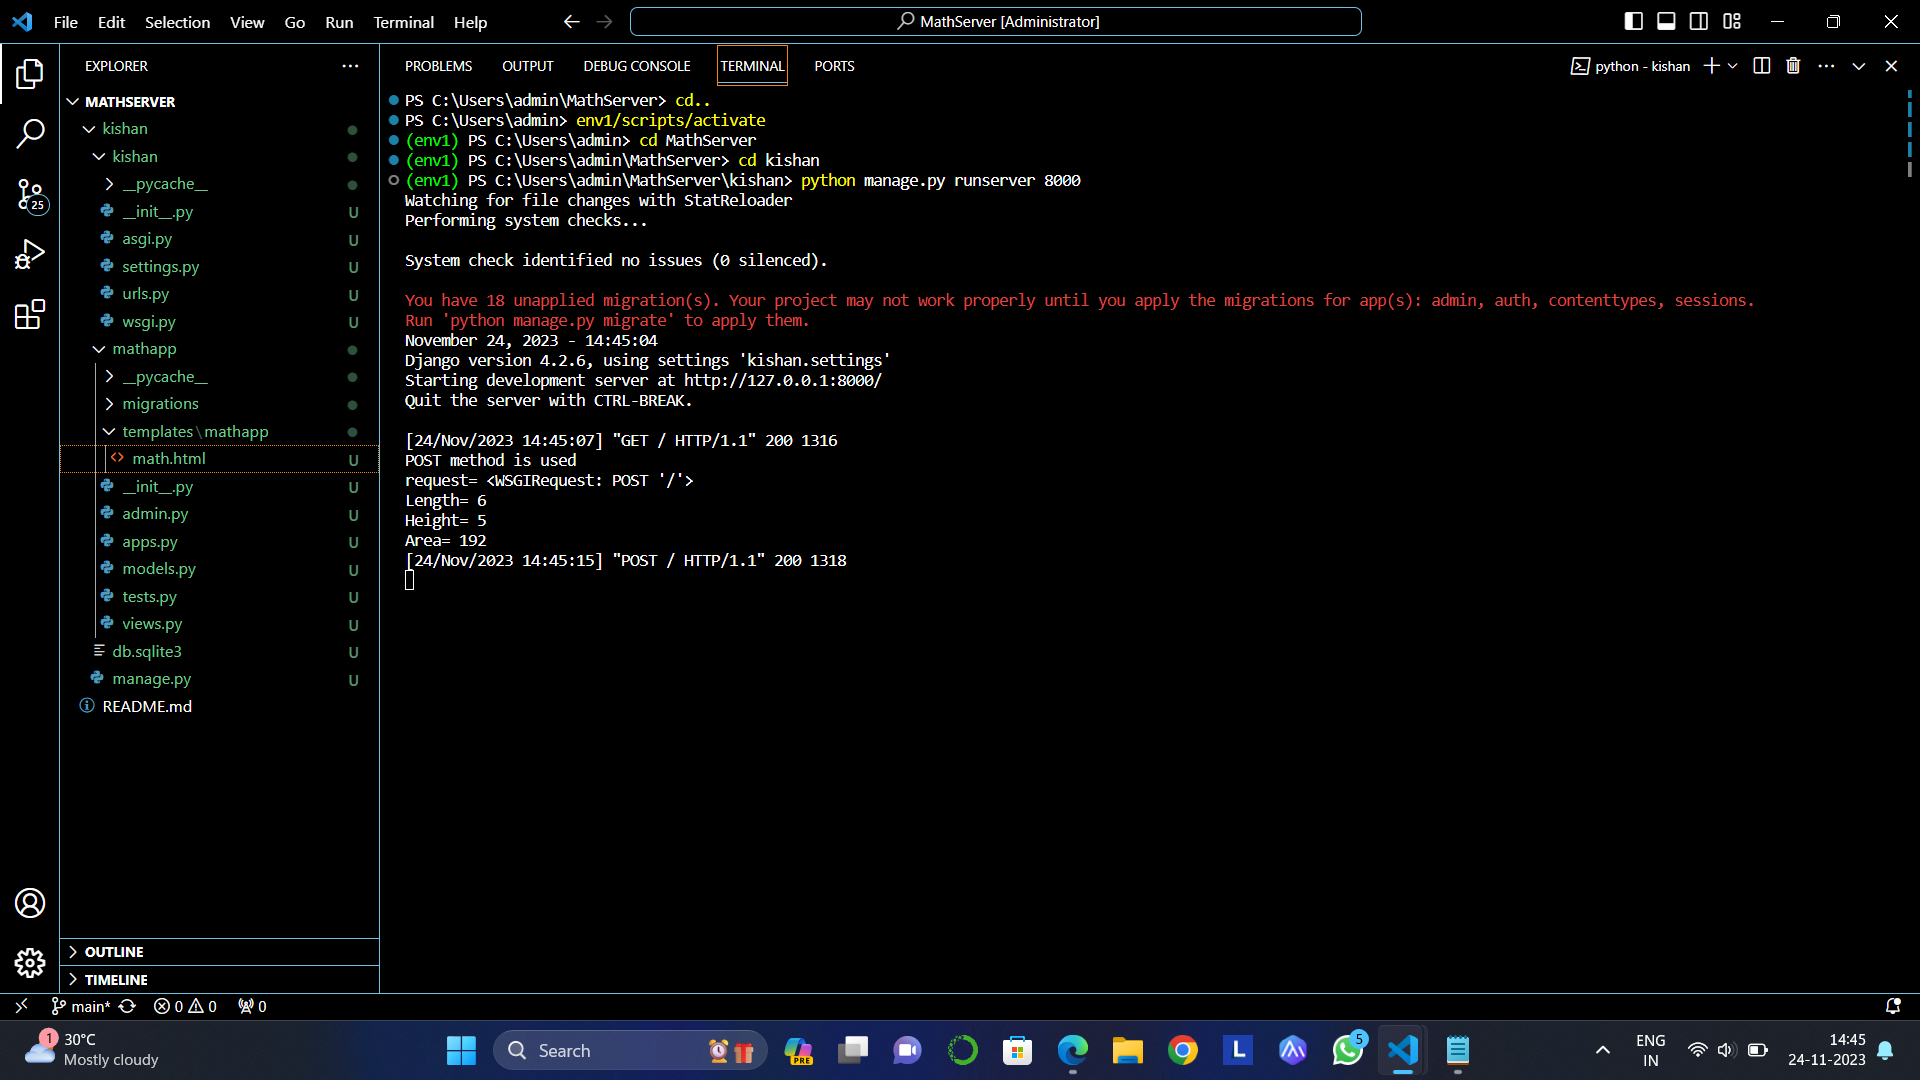 File Edit Selection View Go Run Terminal Help
MathServer [Administrator]
EXPLORER
PROBLEMS OUTPUT DEBUG CONSOLE TERMINAL PORTS
python - kishan
MATHSERVER
kishan
kishan
__pycache__
__init__.py U
asgi.py U
settings.py U
urls.py U
wsgi.py U
mathapp
__pycache__
migrations
templates\mathapp
math.html U
__init__.py U
admin.py U
apps.py U
models.py U
tests.py U
views.py U
db.sqlite3 U
manage.py U
README.md
OUTLINE
TIMELINE
25
PS C:\Users\admin\MathServer> cd..
PS C:\Users\admin> env1/scripts/activate
(env1) PS C:\Users\admin> cd MathServer
(env1) PS C:\Users\admin\MathServer> cd kishan
(env1) PS C:\Users\admin\MathServer\kishan> python manage.py runserver 8000
Watching for file changes with StatReloader
Performing system checks...
System check identified no issues (0 silenced).
You have 18 unapplied migration(s). Your project may not work properly until you apply the migrations for app(s): admin, auth, contenttypes, sessions.
Run 'python manage.py migrate' to apply them.
November 24, 2023 - 14:45:04
Django version 4.2.6, using settings 'kishan.settings'
Starting development server at http://127.0.0.1:8000/
Quit the server with CTRL-BREAK.
[24/Nov/2023 14:45:07] "GET / HTTP/1.1" 200 1316
POST method is used
request= <WSGIRequest: POST '/'>
Length= 6
Height= 5
Area= 192
[24/Nov/2023 14:45:15] "POST / HTTP/1.1" 200 1318
main* 0 0 0
1
30°C
Mostly cloudy
Search
PRE
L
5
ENG
IN
14:45
24-11-2023